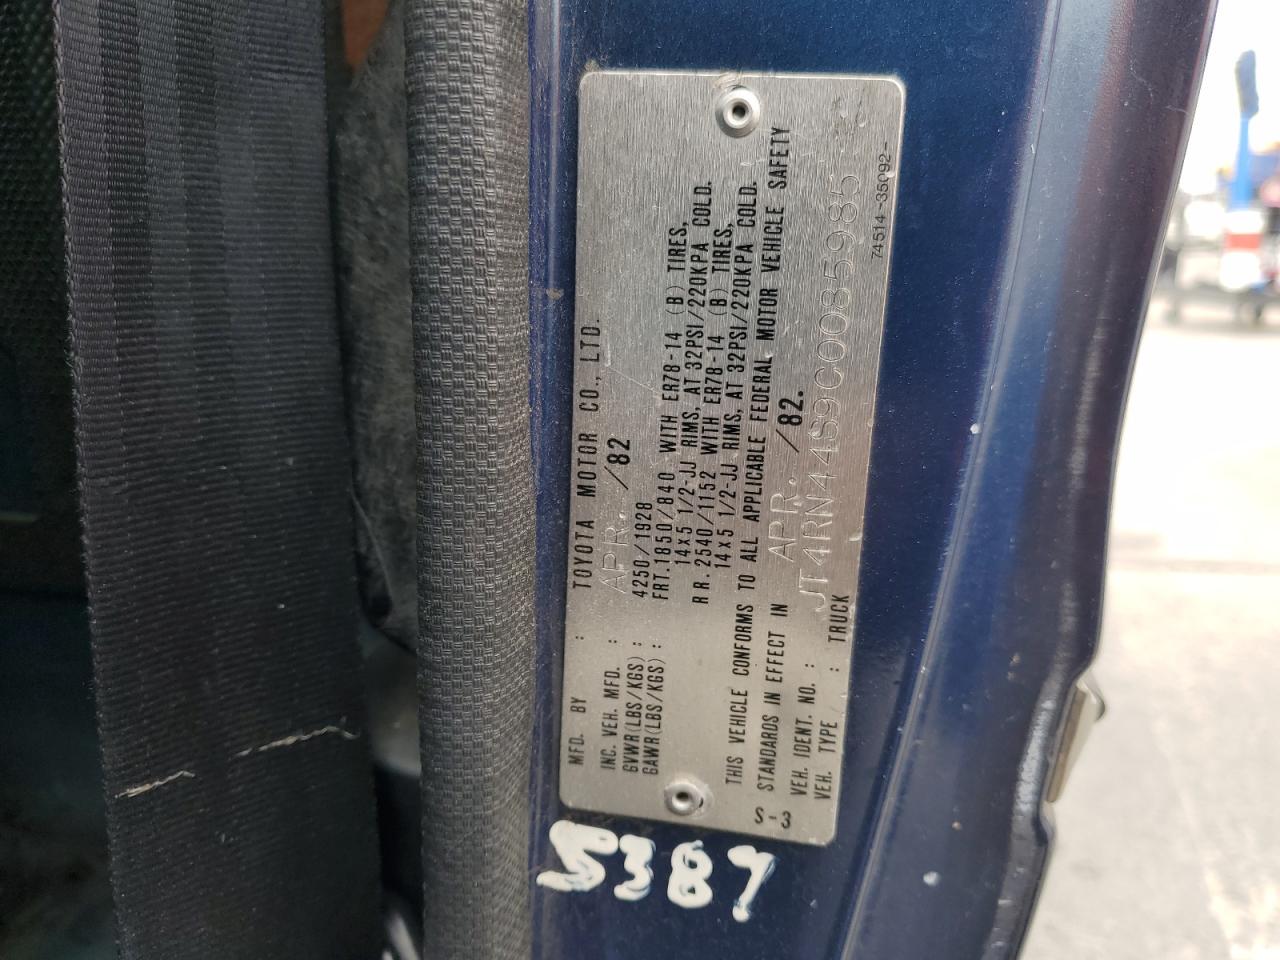 MFD. BY : TOYOTA MOTOR CO., LTD.
INC. VEH. MFD. : APR. /82
GVWR(LBS/KGS) : 4250/1928
GAWR(LBS/KGS) : FRT.1850/840 WITH ER78-14 (B) TIRES,
14x5 1/2-JJ RIMS, AT 32PSI/220KPA COLD.
RR.2540/1152 WITH ER78-14 (B) TIRES,
14x5 1/2-JJ RIMS, AT 32PSI/220KPA COLD.
THIS VEHICLE CONFORMS TO ALL APPLICABLE FEDERAL MOTOR VEHICLE SAFETY
STANDARDS IN EFFECT IN APR. /82.
VEH. IDENT. NO. : JT4RN44S9C0085985
VEH. TYPE : TRUCK
S-3
74514-35092-
5387